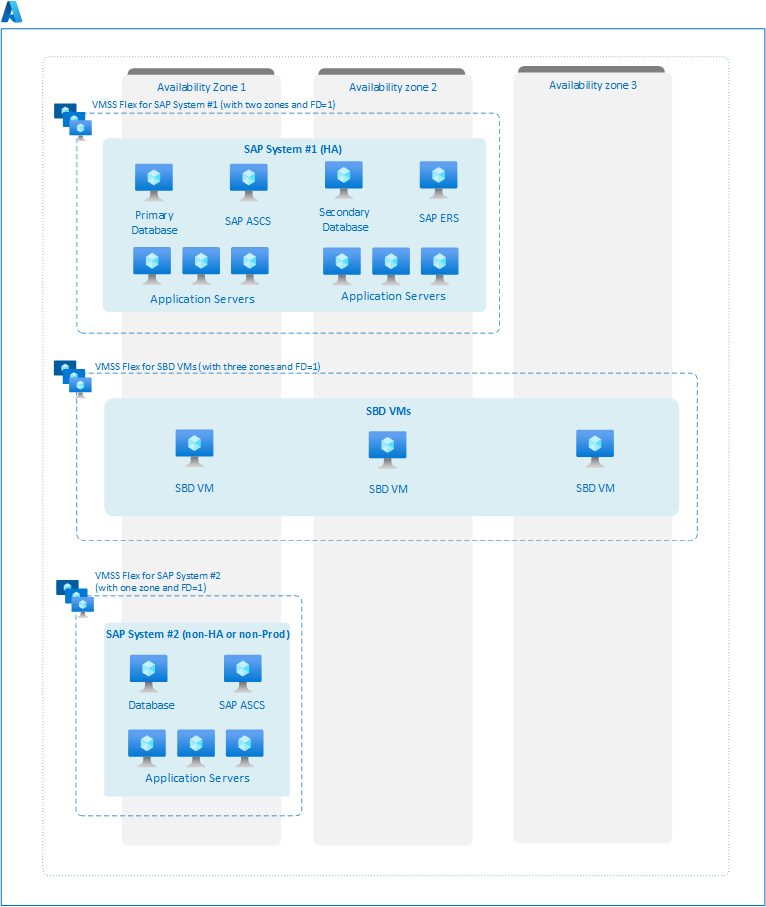 Availability Zone 1
Availability zone 2
Availability zone 3
VMSS Flex for SAP System #1 (with two zones and FD=1)
SAP System #1 (HA)
Primary
Database
SAP ASCS
Secondary
Database
SAP ERS
Application Servers
Application Servers
VMSS Flex for SBD VMs (with three zones and FD=1)
SBD VMs
SBD VM
SBD VM
SBD VM
VMSS Flex for SAP System #2
(with one zone and FD=1)
SAP System #2 (non-HA or non-Prod)
Database
SAP ASCS
Application Servers